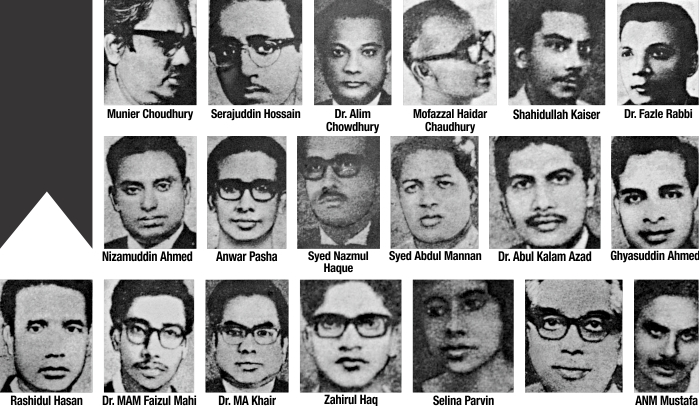 Munier Choudhury
Serajuddin Hossain
Dr. Alim
Chowdhury
Mofazzal Haidar
Chaudhury
Shahidullah Kaiser
Dr. Fazle Rabbi
Nizamuddin Ahmed
Anwar Pasha
Syed Nazmul
Haque
Syed Abdul Mannan
Dr. Abul Kalam Azad
Ghyasuddin Ahmed
Rashidul Hasan
Dr. MAM Faizul Mahi
Dr. MA Khair
Zahirul Haq
Selina Parvin
ANM Mustafa